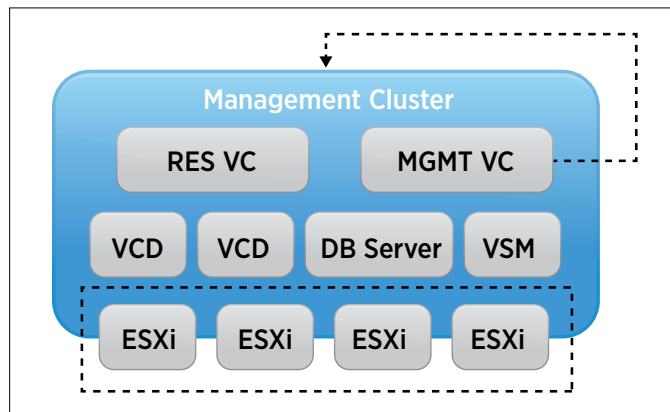 Management Cluster
RES VC MGMT VC
VCD VCD DB Server VSM
ESXi ESXi ESXi ESXi